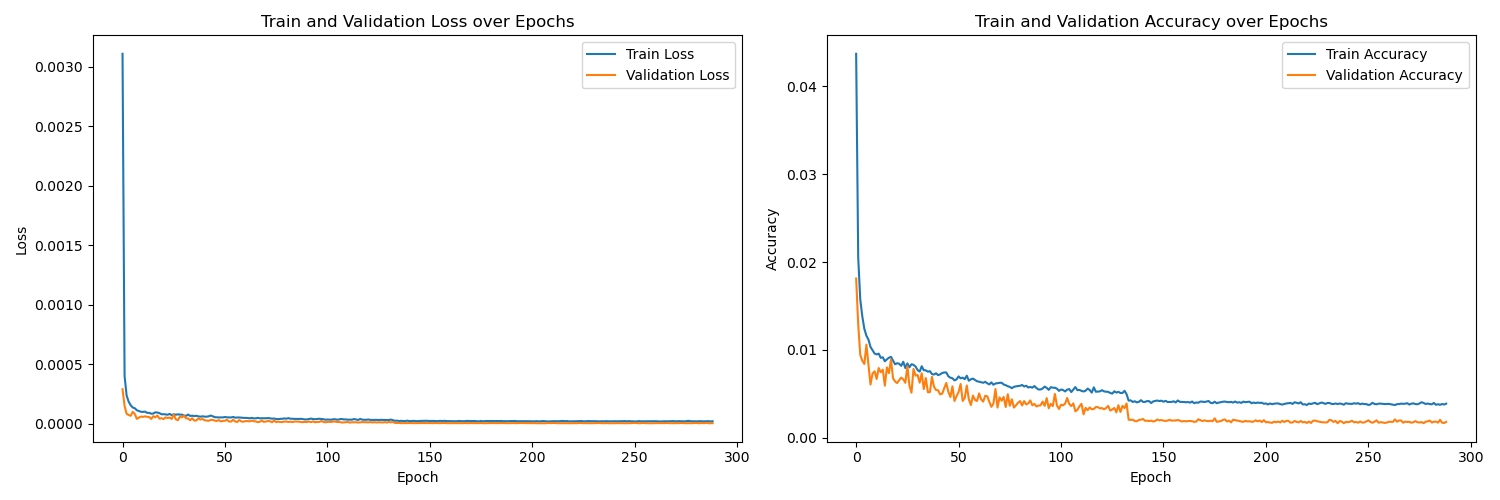 Train and Validation Loss over Epochs
Train Loss
Validation Loss
0.0030
0.0025
0.0020
0.0015
0.0010
0.0005
0.0000
Loss
0 50 100 150 200 250 300
Epoch
Train and Validation Accuracy over Epochs
Train Accuracy
Validation Accuracy
0.04
0.03
0.02
0.01
0.00
Accuracy
0 50 100 150 200 250 300
Epoch